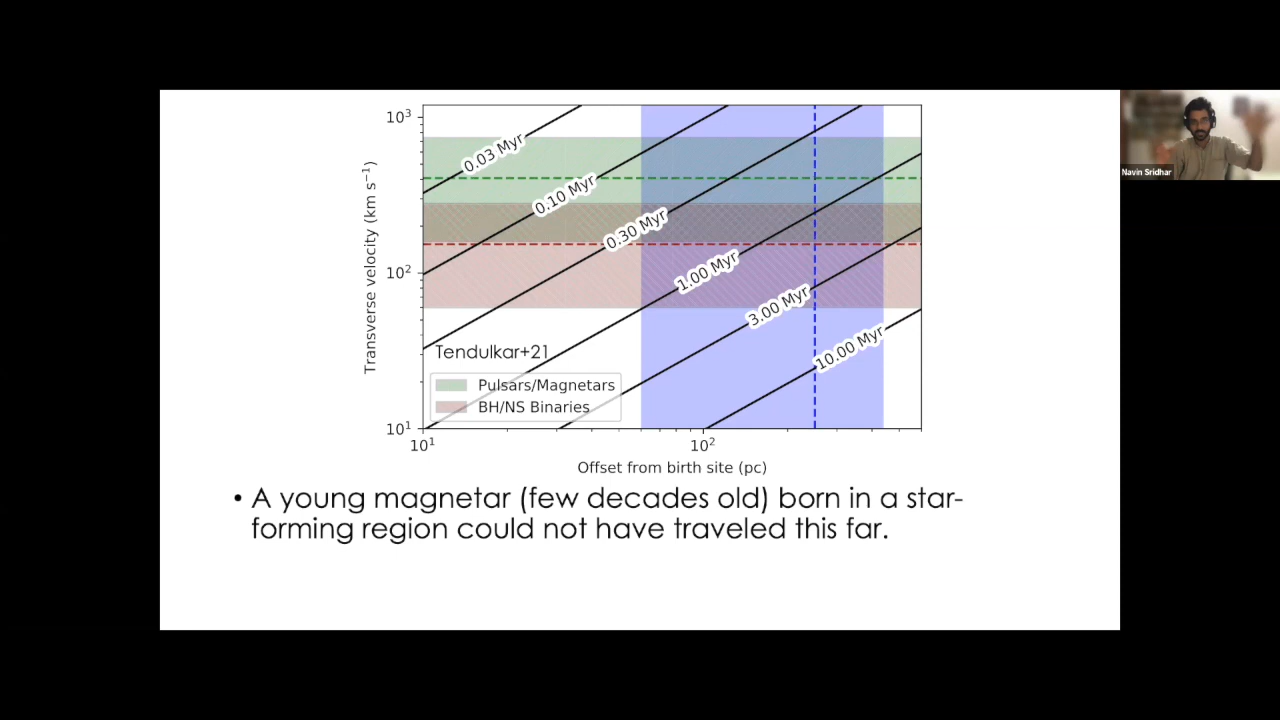 10³
0.03 Myr
0.10 Myr
0.30 Myr
10²
1.00 Myr
3.00 Myr
10.00 Myr
Transverse velocity (km s⁻¹)
Tendulkar+21
Pulsars/Magnetars
BH/NS Binaries
10¹
10¹
10²
Offset from birth site (pc)
• A young magnetar (few decades old) born in a star-
forming region could not have traveled this far.
Navin Sridhar